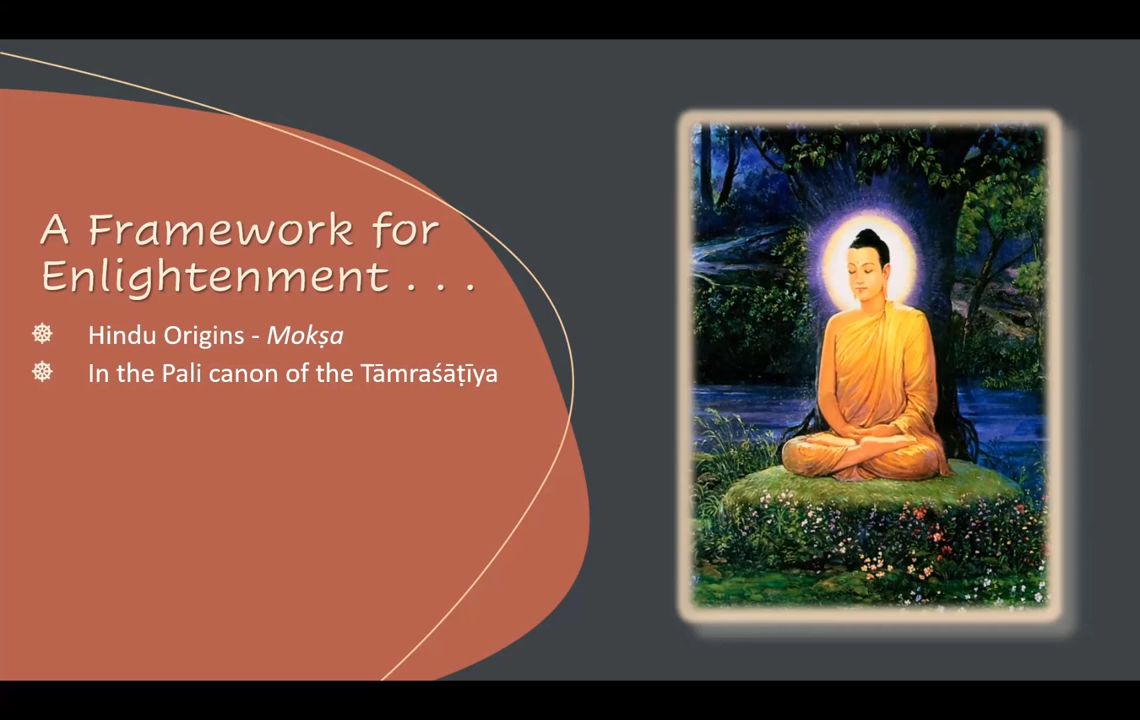 A Framework for
Enlightenment . . .
Hindu Origins - Mokṣa
In the Pali canon of the Tāmraśāṭīya